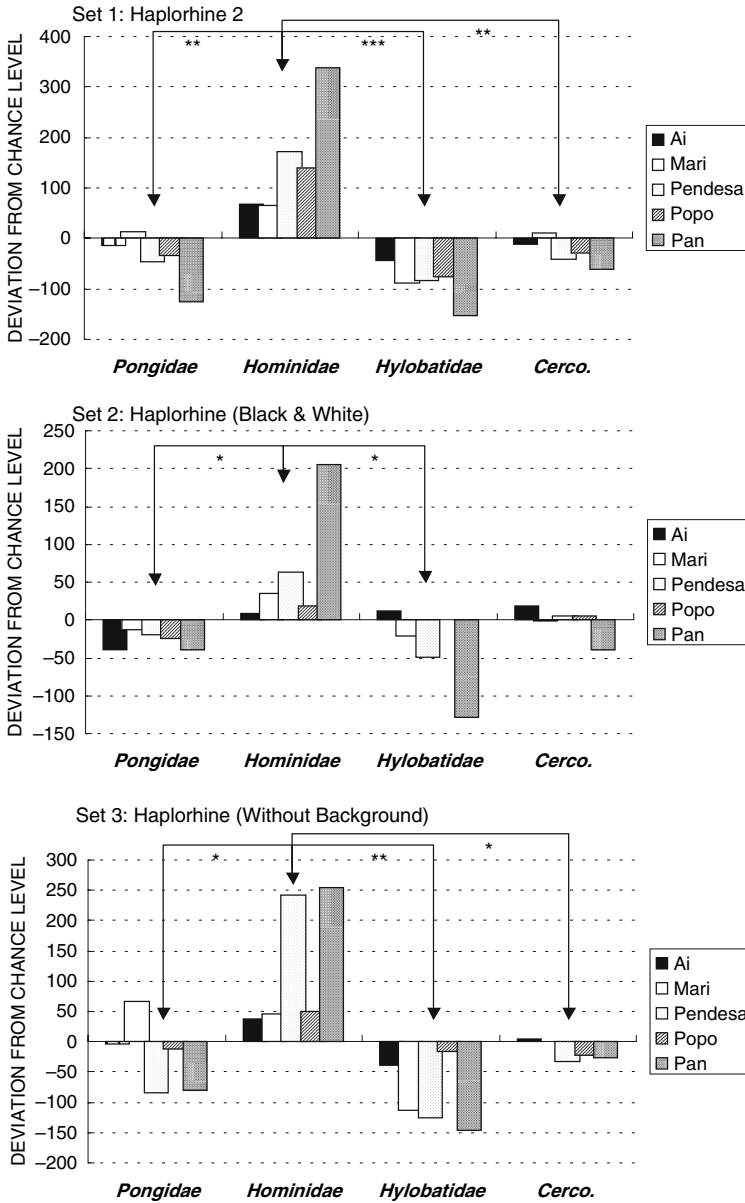 Set 1: Haplorhine 2
DEVIATION FROM CHANCE LEVEL
400
300
200
100
0
−100
−200
** *** **
Pongidae Hominidae Hylobatidae Cerco.
Ai
Mari
Pendesa
Popo
Pan
Set 2: Haplorhine (Black & White)
DEVIATION FROM CHANCE LEVEL
250
200
150
100
50
0
−50
−100
−150
* *
Pongidae Hominidae Hylobatidae Cerco.
Ai
Mari
Pendesa
Popo
Pan
Set 3: Haplorhine (Without Background)
DEVIATION FROM CHANCE LEVEL
300
250
200
150
100
50
0
−50
−100
−150
−200
* ** *
Pongidae Hominidae Hylobatidae Cerco.
Ai
Mari
Pendesa
Popo
Pan